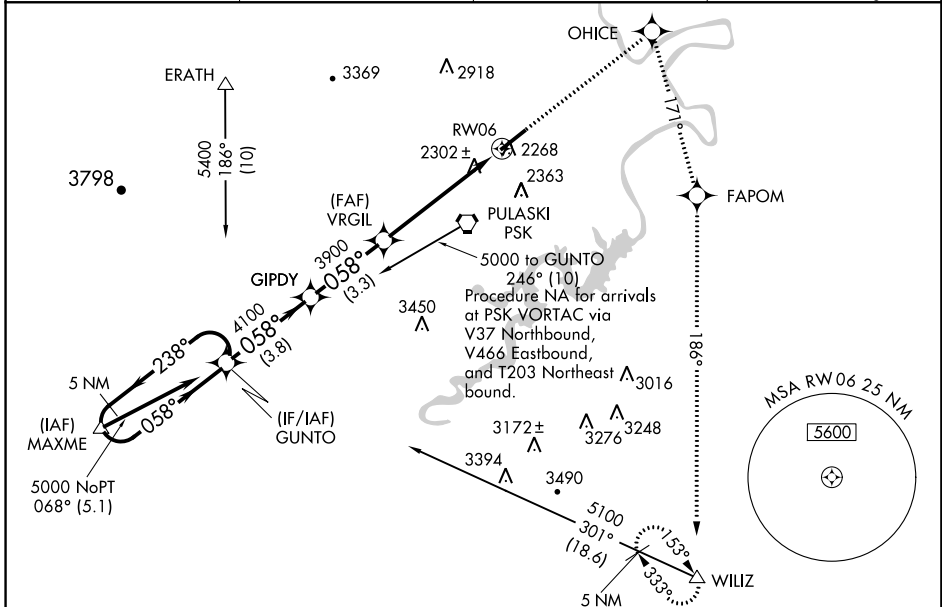 OHICE
ERATH
3369
2918
171°
RW06
5400
186°
(10)
2302 ±
2268
3798
2363
(FAF)
VRGIL
PULASKI
PSK
FAPOM
3900
058°
(3.3)
5000 to GUNTO
246° (10)
GIPDY
Procedure NA for arrivals
at PSK VORTAC via
V37 Northbound,
V466 Eastbound,
and T203 Northeast
bound.
3450
4100
058°
(3.8)
186°
238°
3016
5 NM
058°
MSA RW 06 25 NM
5600
(IAF)
MAXME
(IF/IAF)
GUNTO
3172 ±
3276
3248
5000 NoPT
068° (5.1)
3394
3490
5100
301°
(18.6)
153°
333°
WILIZ
5 NM